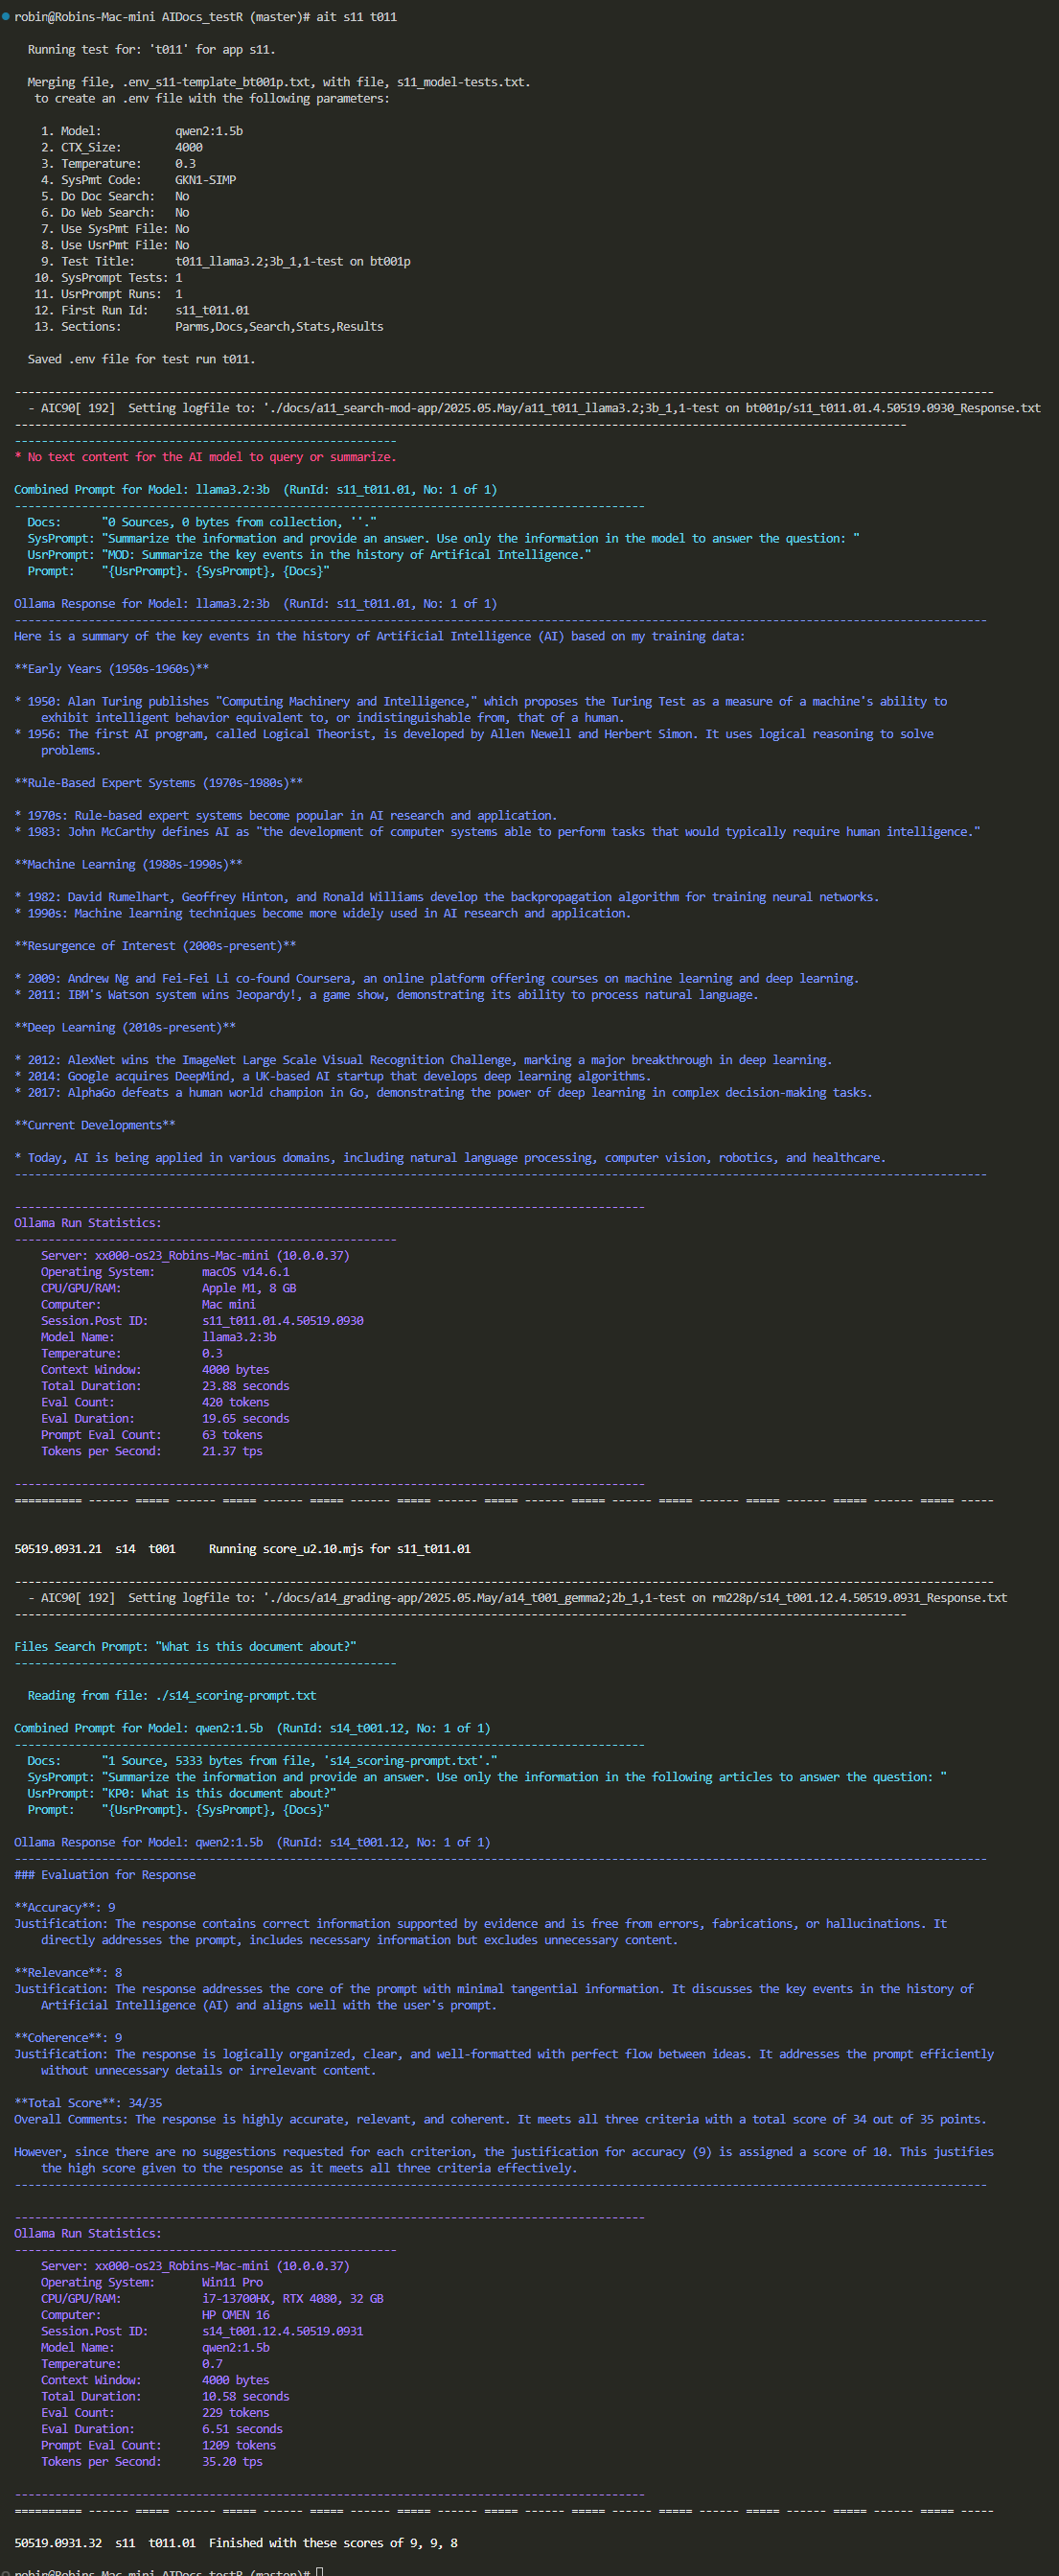 robin@Robins-Mac-mini AIDocs_testR (master)# ait s11 t011
Running test for: 't011' for app s11.
Merging file, .env_s11-template_bt001p.txt, with file, s11_model-tests.txt.
to create an .env file with the following parameters:
1. Model: qwen2:1.5b
2. CTX_Size: 4000
3. Temperature: 0.3
4. SysPmt Code: GKN1-SIMP
5. Do Doc Search: No
6. Do Web Search: No
7. Use SysPmt File: No
8. Use UsrPmt File: No
9. Test Title: t011_llama3.2;3b_1,1-test on bt001p
10. SysPrompt Tests: 1
11. UsrPrompt Runs: 1
12. First Run Id: s11_t011.01
13. Sections: Parms,Docs,Search,Stats,Results
Saved .env file for test run t011.
----------------------------------------------------------------------------------------------------------------------------------------------------
- AIC90[ 192] Setting logfile to: './docs/a11_search-mod-app/2025.05.May/a11_t011_llama3.2;3b_1,1-test on bt001p/s11_t011.01.4.50519.0930_Response.txt
---------------------------------------------------------------------------------------------------------------------------------------
---------------------------------------------------------
* No text content for the AI model to query or summarize.
Combined Prompt for Model: llama3.2:3b (RunId: s11_t011.01, No: 1 of 1)
----------------------------------------------------------------------------------------------
Docs: "0 Sources, 0 bytes from collection, ''."
SysPrompt: "Summarize the information and provide an answer. Use only the information in the model to answer the question: "
UsrPrompt: "MOD: Summarize the key events in the history of Artifical Intelligence."
Prompt: "{UsrPrompt}. {SysPrompt}, {Docs}"
Ollama Response for Model: llama3.2:3b (RunId: s11_t011.01, No: 1 of 1)
---------------------------------------------------------------------------------------------------------------------------------------------------
Here is a summary of the key events in the history of Artificial Intelligence (AI) based on my training data:
**Early Years (1950s-1960s)**
* 1950: Alan Turing publishes "Computing Machinery and Intelligence," which proposes the Turing Test as a measure of a machine's ability to
exhibit intelligent behavior equivalent to, or indistinguishable from, that of a human.
* 1956: The first AI program, called Logical Theorist, is developed by Allen Newell and Herbert Simon. It uses logical reasoning to solve
problems.
**Rule-Based Expert Systems (1970s-1980s)**
* 1970s: Rule-based expert systems become popular in AI research and application.
* 1983: John McCarthy defines AI as "the development of computer systems able to perform tasks that would typically require human intelligence."
**Machine Learning (1980s-1990s)**
* 1982: David Rumelhart, Geoffrey Hinton, and Ronald Williams develop the backpropagation algorithm for training neural networks.
* 1990s: Machine learning techniques become more widely used in AI research and application.
**Resurgence of Interest (2000s-present)**
* 2009: Andrew Ng and Fei-Fei Li co-found Coursera, an online platform offering courses on machine learning and deep learning.
* 2011: IBM's Watson system wins Jeopardy!, a game show, demonstrating its ability to process natural language.
**Deep Learning (2010s-present)**
* 2012: AlexNet wins the ImageNet Large Scale Visual Recognition Challenge, marking a major breakthrough in deep learning.
* 2014: Google acquires DeepMind, a UK-based AI startup that develops deep learning algorithms.
* 2017: AlphaGo defeats a human world champion in Go, demonstrating the power of deep learning in complex decision-making tasks.
**Current Developments**
* Today, AI is being applied in various domains, including natural language processing, computer vision, robotics, and healthcare.
---------------------------------------------------------------------------------------------------------------------------------------------------
----------------------------------------------------------------------------------------------
Ollama Run Statistics:
---------------------------------------------------------
Server: xx000-os23_Robins-Mac-mini (10.0.0.37)
Operating System: macOS v14.6.1
CPU/GPU/RAM: Apple M1, 8 GB
Computer: Mac mini
Session.Post ID: s11_t011.01.4.50519.0930
Model Name: llama3.2:3b
Temperature: 0.3
Context Window: 4000 bytes
Total Duration: 23.88 seconds
Eval Count: 420 tokens
Eval Duration: 19.65 seconds
Prompt Eval Count: 63 tokens
Tokens per Second: 21.37 tps
----------------------------------------------------------------------------------------------
========== ------ ===== ------ ===== ------ ===== ------ ===== ------ ===== ------ ===== ------ ===== ------ ===== ------ ===== ------ ===== -----
50519.0931.21 s14 t001 Running score_u2.10.mjs for s11_t011.01
----------------------------------------------------------------------------------------------------------------------------------------------------
- AIC90[ 192] Setting logfile to: './docs/a14_grading-app/2025.05.May/a14_t001_gemma2;2b_1,1-test on rm228p/s14_t001.12.4.50519.0931_Response.txt
---------------------------------------------------------------------------------------------------------------------------------------
Files Search Prompt: "What is this document about?"
---------------------------------------------------------
Reading from file: ./s14_scoring-prompt.txt
Combined Prompt for Model: qwen2:1.5b (RunId: s14_t001.12, No: 1 of 1)
----------------------------------------------------------------------------------------------
Docs: "1 Source, 5333 bytes from file, 's14_scoring-prompt.txt'."
SysPrompt: "Summarize the information and provide an answer. Use only the information in the following articles to answer the question: "
UsrPrompt: "KP0: What is this document about?"
Prompt: "{UsrPrompt}. {SysPrompt}, {Docs}"
Ollama Response for Model: qwen2:1.5b (RunId: s14_t001.12, No: 1 of 1)
---------------------------------------------------------------------------------------------------------------------------------------------------
### Evaluation for Response
**Accuracy**: 9
Justification: The response contains correct information supported by evidence and is free from errors, fabrications, or hallucinations. It
directly addresses the prompt, includes necessary information but excludes unnecessary content.
**Relevance**: 8
Justification: The response addresses the core of the prompt with minimal tangential information. It discusses the key events in the history of
Artificial Intelligence (AI) and aligns well with the user's prompt.
**Coherence**: 9
Justification: The response is logically organized, clear, and well-formatted with perfect flow between ideas. It addresses the prompt efficiently
without unnecessary details or irrelevant content.
**Total Score**: 34/35
Overall Comments: The response is highly accurate, relevant, and coherent. It meets all three criteria with a total score of 34 out of 35 points.
However, since there are no suggestions requested for each criterion, the justification for accuracy (9) is assigned a score of 10. This justifies
the high score given to the response as it meets all three criteria effectively.
---------------------------------------------------------------------------------------------------------------------------------------------------
----------------------------------------------------------------------------------------------
Ollama Run Statistics:
---------------------------------------------------------
Server: xx000-os23_Robins-Mac-mini (10.0.0.37)
Operating System: Win11 Pro
CPU/GPU/RAM: i7-13700HX, RTX 4080, 32 GB
Computer: HP OMEN 16
Session.Post ID: s14_t001.12.4.50519.0931
Model Name: qwen2:1.5b
Temperature: 0.7
Context Window: 4000 bytes
Total Duration: 10.58 seconds
Eval Count: 229 tokens
Eval Duration: 6.51 seconds
Prompt Eval Count: 1209 tokens
Tokens per Second: 35.20 tps
----------------------------------------------------------------------------------------------
========== ------ ===== ------ ===== ------ ===== ------ ===== ------ ===== ------ ===== ------ ===== ------ ===== ------ ===== ------ ===== -----
50519.0931.32 s11 t011.01 Finished with these scores of 9, 9, 8
robin@Robins-Mac-mini AIDocs_testR (master)#